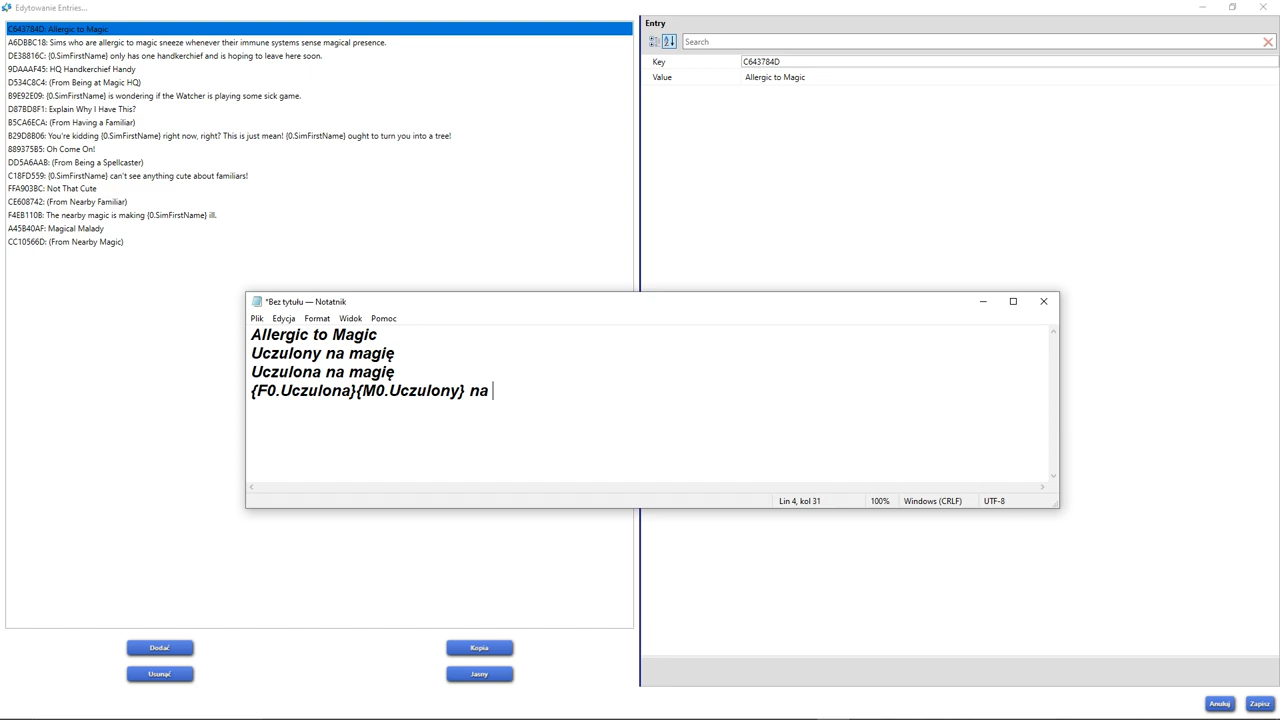 Edytowanie Entries...
C643784D: Allergic to Magic
A6DBBC18: Sims who are allergic to magic sneeze whenever their immune systems sense magical presence.
DE38816C: {0.SimFirstName} only has one handkerchief and is hoping to leave here soon.
9DAAAF45: HQ Handkerchief Handy
D534C8C4: (From Being at Magic HQ)
B9E92E09: {0.SimFirstName} is wondering if the Watcher is playing some sick game.
D87BD8F1: Explain Why I Have This?
B5CA6ECA: (From Having a Familiar)
B29D8B06: You're kidding {0.SimFirstName} right now, right? This is just mean! {0.SimFirstName} ought to turn you into a tree!
889375B5: Oh Come On!
DD5A6AAB: (From Being a Spellcaster)
C18FD559: {0.SimFirstName} can't see anything cute about familiars!
FFA903BC: Not That Cute
CE608742: (From Nearby Familiar)
F4EB110B: The nearby magic is making {0.SimFirstName} ill.
A45B40AF: Magical Malady
CC10566D: (From Nearby Magic)
Entry
Search
Key C643784D
Value Allergic to Magic
*Bez tytułu — Notatnik
Plik Edycja Format Widok Pomoc
Allergic to Magic
Uczulony na magię
Uczulona na magię
{F0.Uczulona}{M0.Uczulony} na
Lin 4, kol 31 100% Windows (CRLF) UTF-8
Dodać Kopia
Usunąć Jasny
Anuluj Zapisz